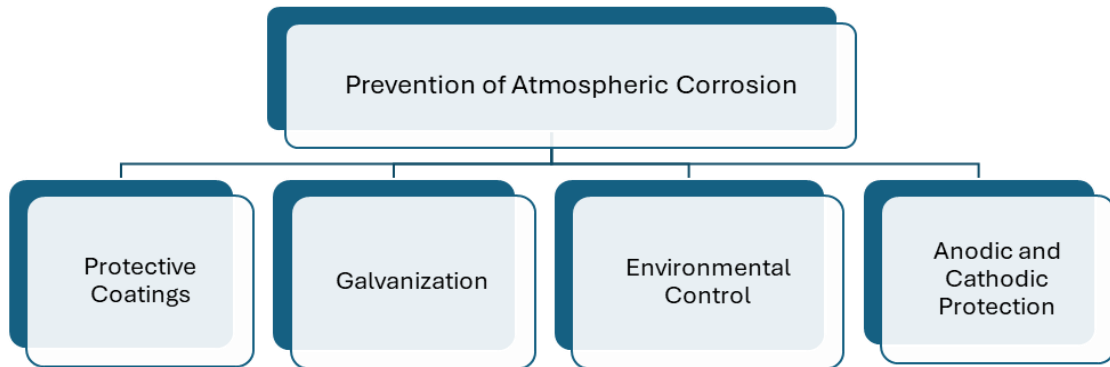 Prevention of Atmospheric Corrosion
Protective
Coatings
Galvanization
Environmental
Control
Anodic and
Cathodic
Protection